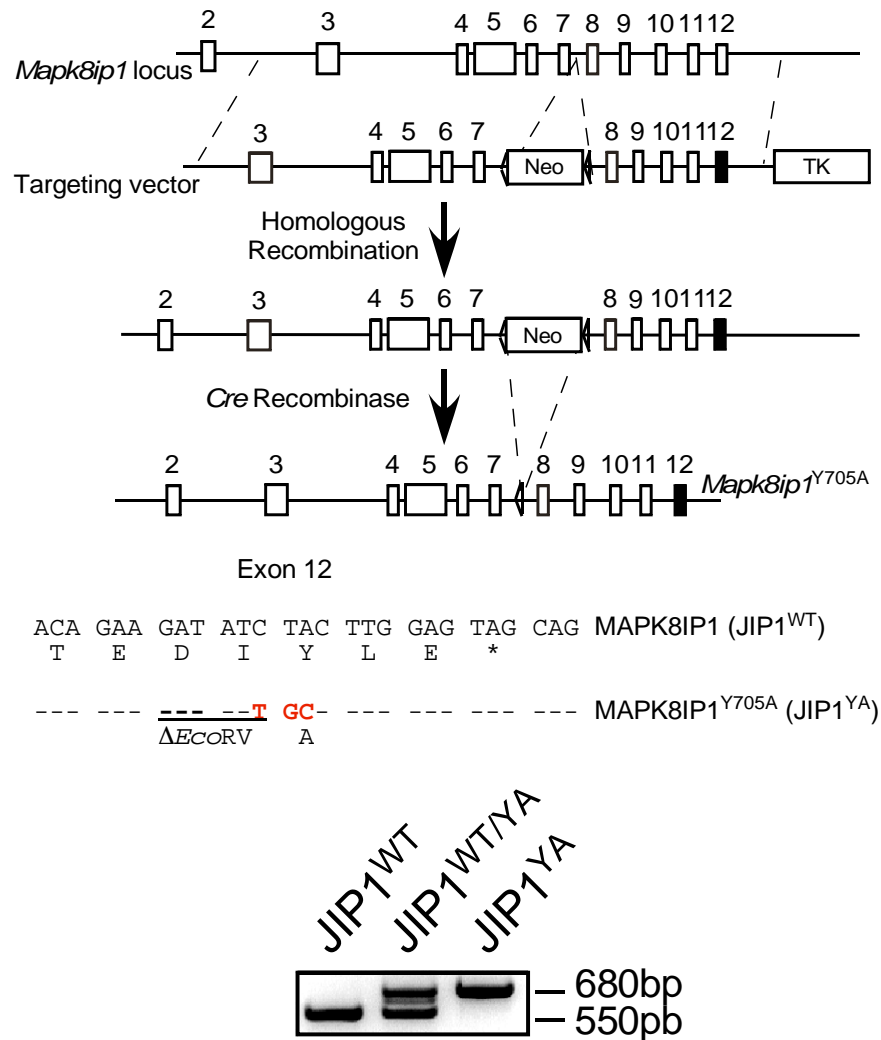 2 3 4 5 6 7 8 9 10 11 12
Mapk8ip1 locus
3 4 5 6 7 8 9 10 11 12
Neo TK
Targeting vector
Homologous
Recombination
2 3 4 5 6 7 8 9 10 11 12
Neo
Cre Recombinase
2 3 4 5 6 7 8 9 10 11 12
Mapk8ip1Y705A
Exon 12
ACA GAA GAT ATC TAC TTG GAG TAG CAG MAPK8IP1 (JIP1WT)
T E D I Y L E *
--- --- --- --T GC- --- --- --- --- MAPK8IP1Y705A (JIP1YA)
ΔEcoRV A
JIP1WT JIP1WT/YA JIP1YA
680bp
550pb